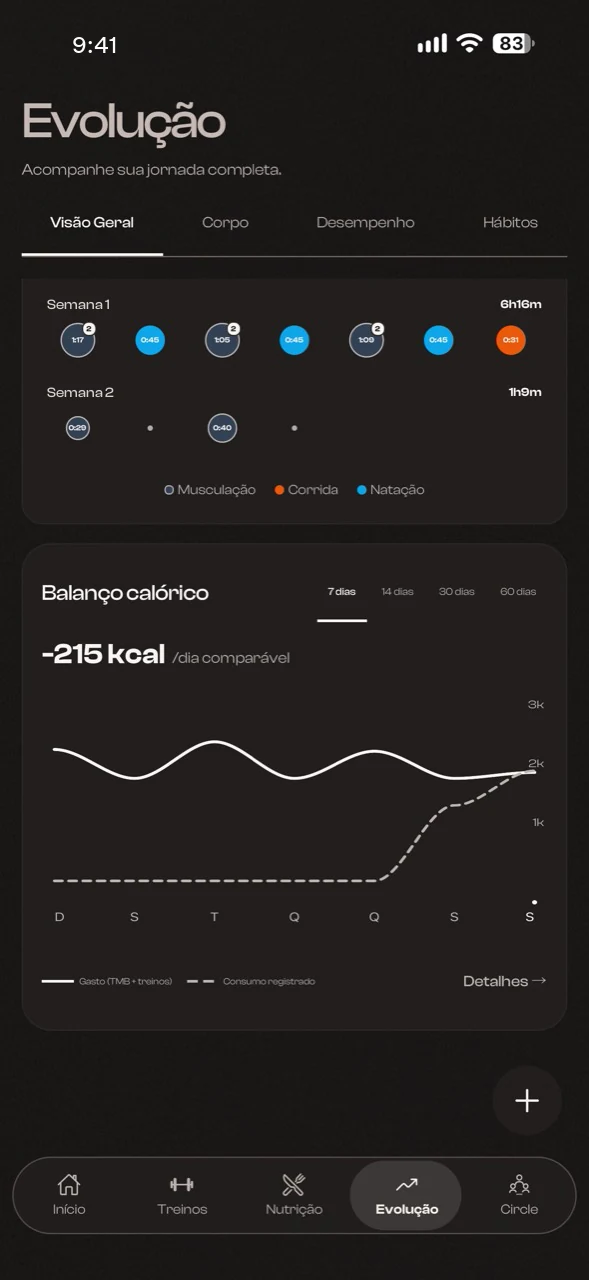 9:41
83
Evolução
Acompanhe sua jornada completa.
Visão Geral Corpo Desempenho Hábitos
Semana 1 6h16m
2 2 2
1:17 0:45 1:05 0:45 1:09 0:45 0:31
Semana 2 1h9m
0:29 0:40
Musculação Corrida Natação
Balanço calórico 7 dias 14 dias 30 dias 60 dias
-215 kcal /dia comparável
3k
2k
1k
D S T Q Q S S
Gasto (TMB + treinos) Consumo registrado Detalhes →
+
Início Treinos Nutrição Evolução Circle